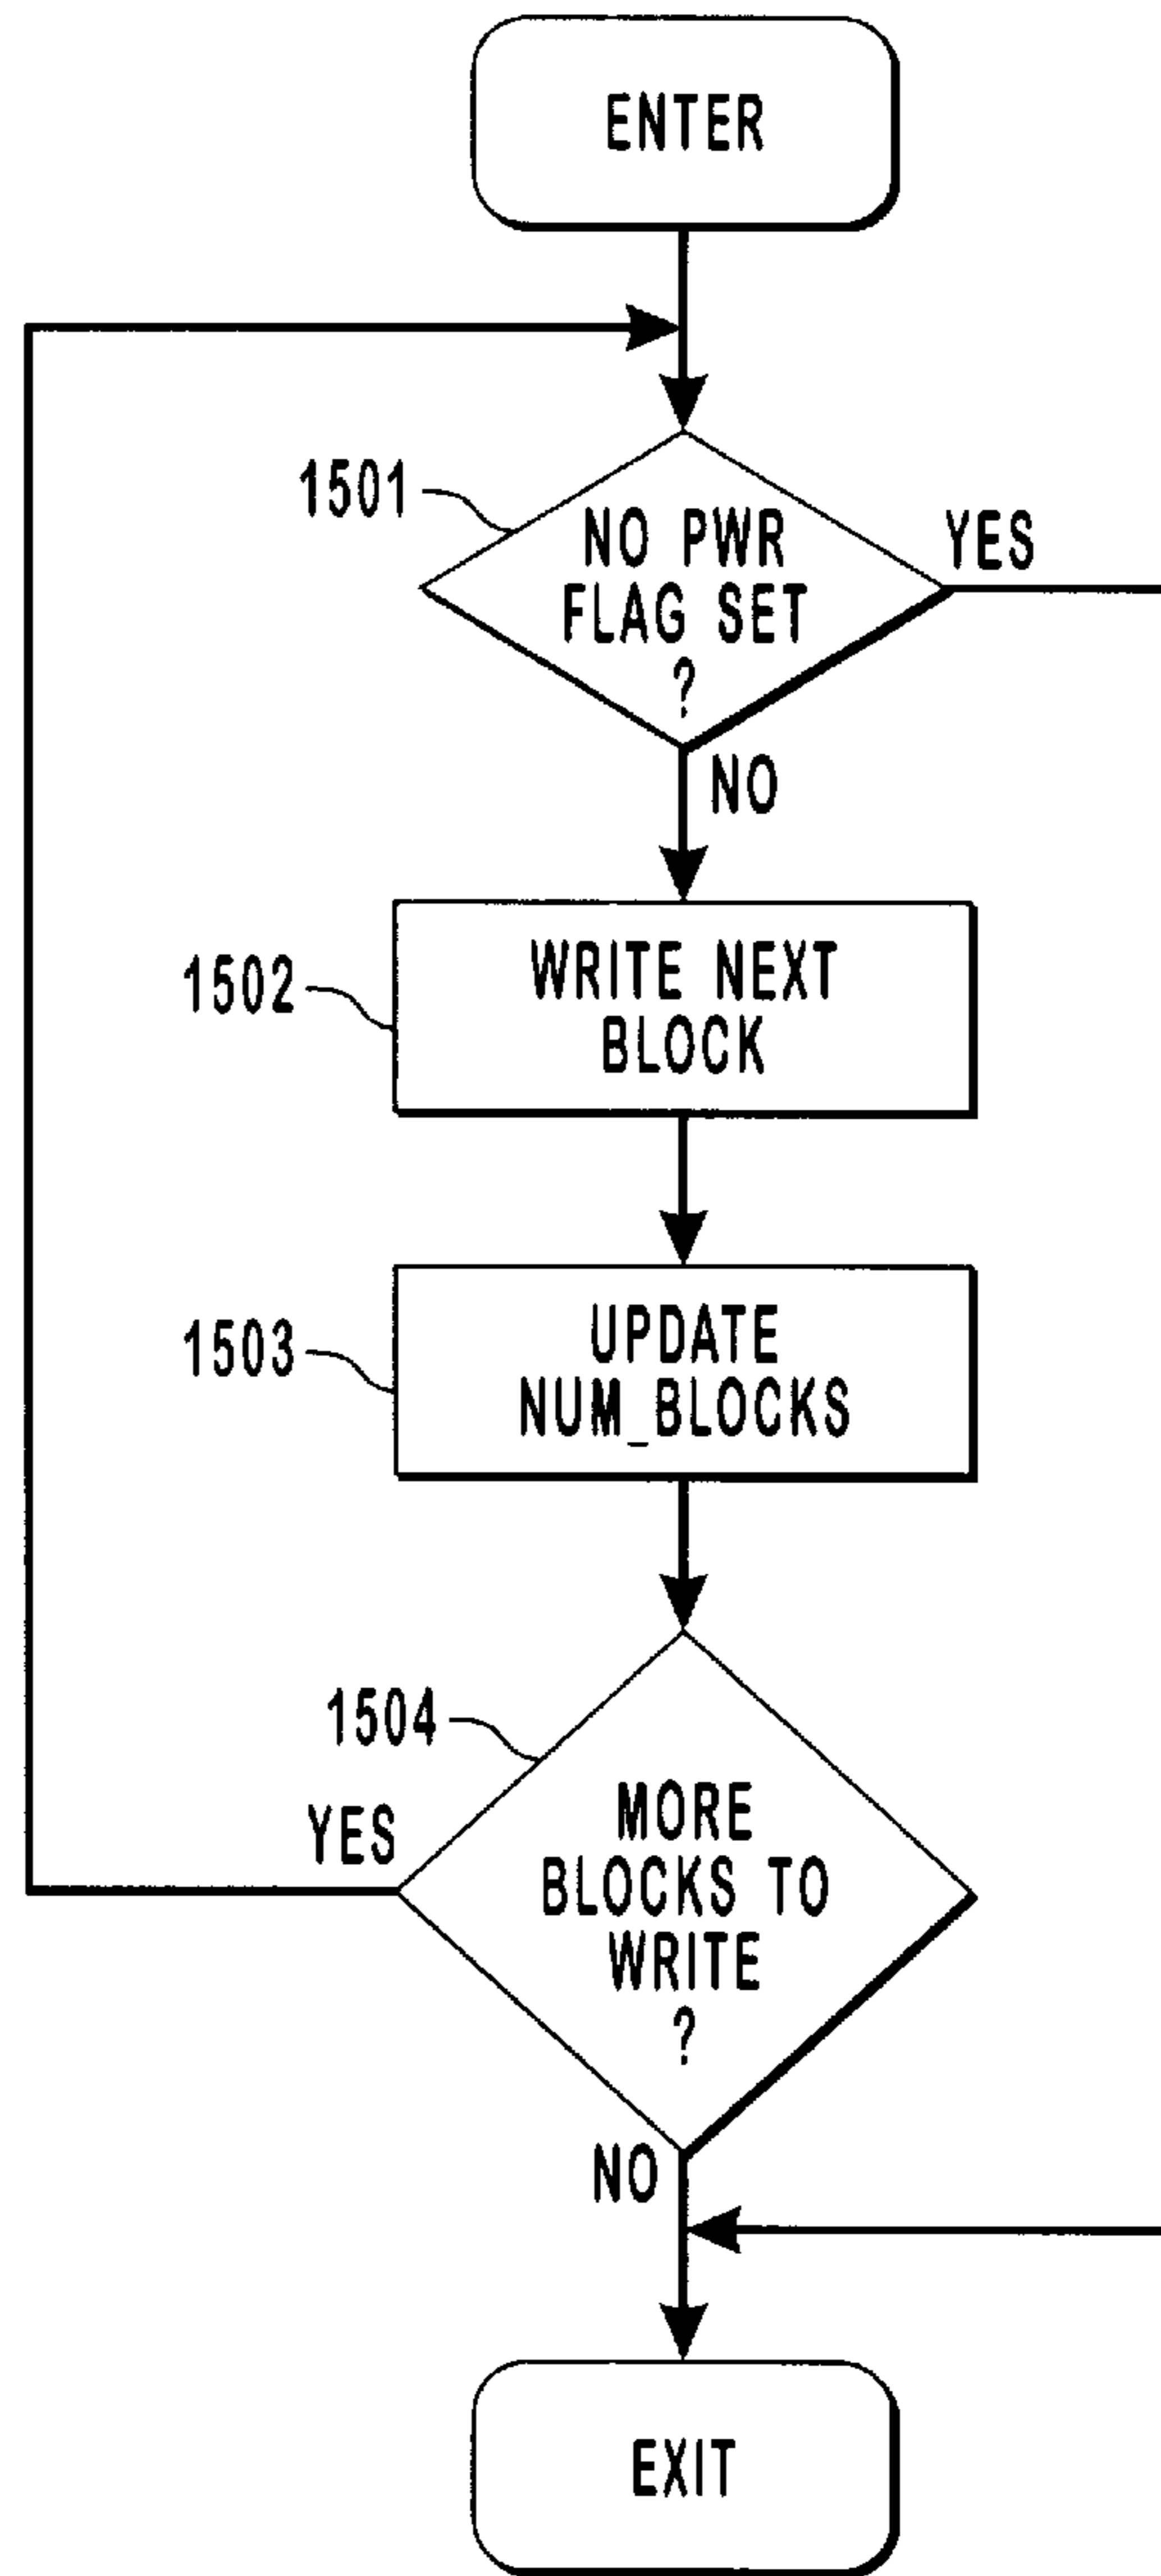 ENTER
1501
NO PWR
FLAG SET
?
YES
NO
1502
WRITE NEXT
BLOCK
1503
UPDATE
NUM_BLOCKS
1504
YES
MORE
BLOCKS TO
WRITE
?
NO
EXIT